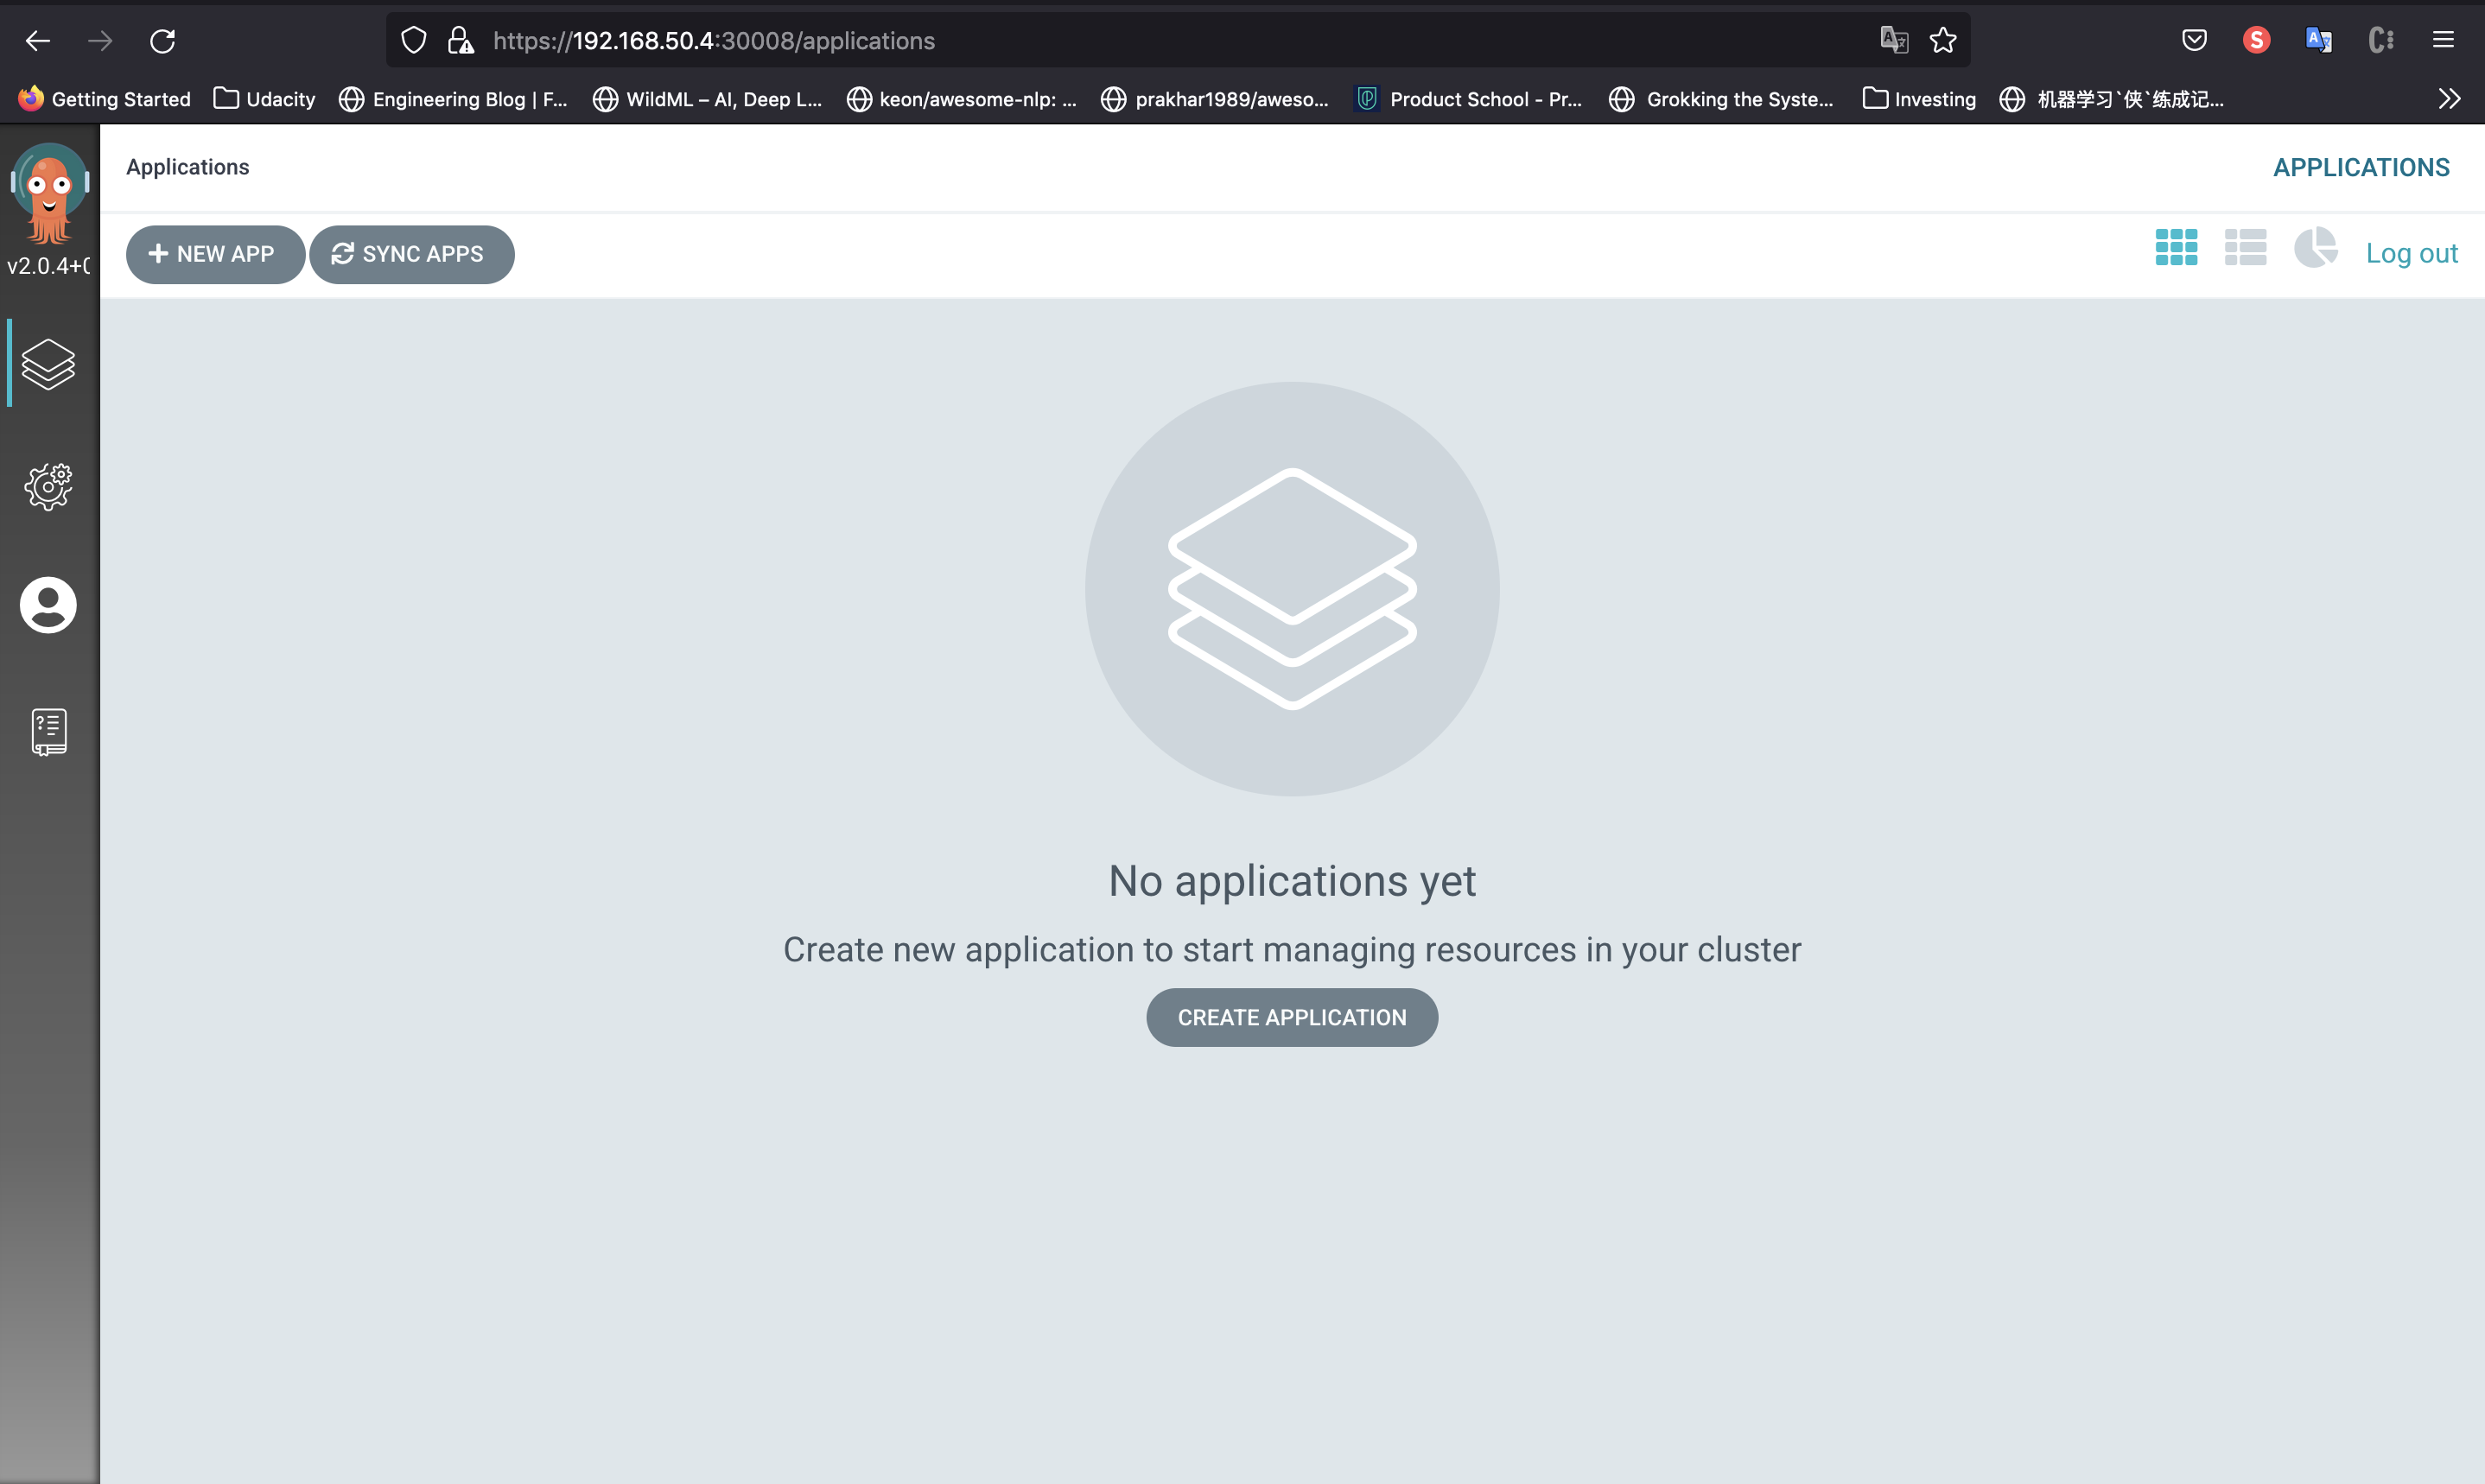 https://192.168.50.4:30008/applications
Getting Started Udacity Engineering Blog | F... WildML – AI, Deep L... keon/awesome-nlp: ... prakhar1989/aweso... Product School - Pr... Grokking the Syste... Investing 机器学习`侠`练成记...
Applications APPLICATIONS
v2.0.4+
NEW APP SYNC APPS Log out
No applications yet
Create new application to start managing resources in your cluster
CREATE APPLICATION